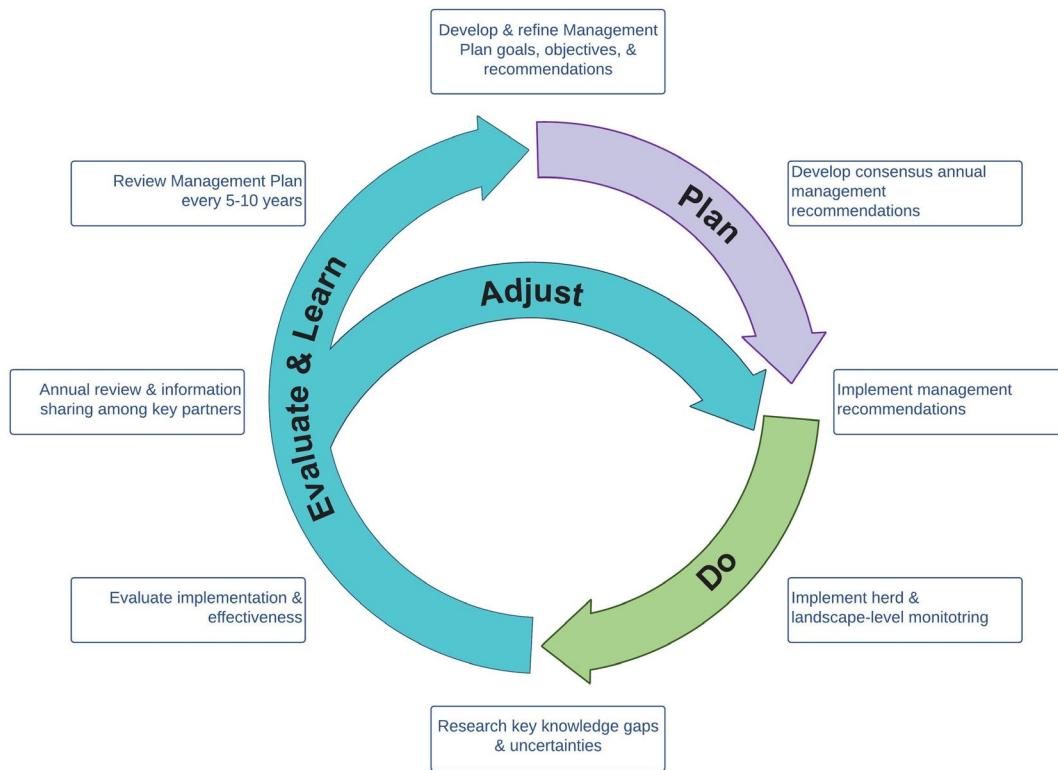 Develop & refine Management
Plan goals, objectives, &
recommendations
Review Management Plan
every 5-10 years
Plan
Develop consensus annual
management
recommendations
Adjust
Evaluate & Learn
Annual review & information
sharing among key partners
Implement management
recommendations
Do
Evaluate implementation &
effectiveness
Implement herd &
landscape-level monitotring
Research key knowledge gaps
& uncertainties